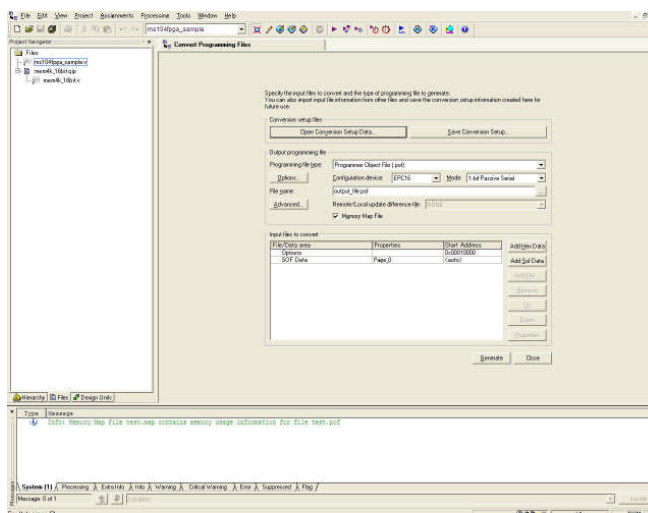 File Edit View Project Assignments Processing Tools Window Help
ms104fpga_sample
Project Navigator
Convert Programming Files
Files
ms104fpga_sample.v
mem4k_16bit.qip
mem4k_16bit.v
Specify the input files to convert and the type of programming file to generate.
You can also import input file information from other files and save the conversion setup information created here for
future use.
Conversion setup files
Open Conversion Setup Data... Save Conversion Setup...
Output programming file
Programming file type: Programmer Object File (.pof)
Options... Configuration device: EPC16 Mode: 1-bit Passive Serial
File name: output_file.pof
Advanced... Remote/Local update difference file: NONE
Memory Map File
Input files to convert
File/Data area Properties Start Address
Options 0x00010000
SOF Data Page_0 <auto>
Add Hex Data
Add Sof Data
Add File...
Remove
Up
Down
Properties
Generate Close
Hierarchy Files Design Units
Type Message
Info: Memory Map File test.map contains memory usage information for file test.pof
System (1) Processing Extra Info Info Warning Critical Warning Error Suppressed Flag
Messages
Message: 0 of 1 Location: Locate